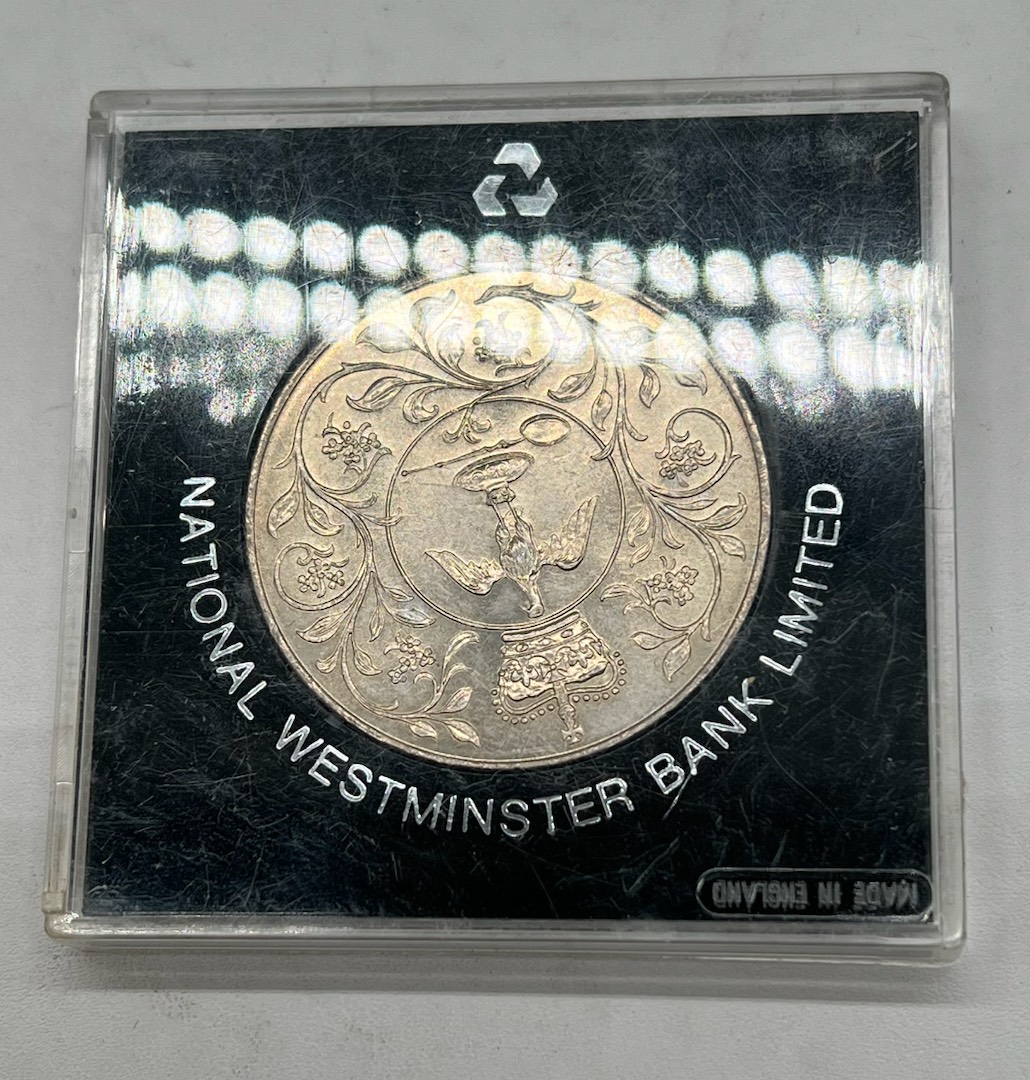 NATIONAL WESTMINSTER BANK LIMITED
MADE IN ENGLAND